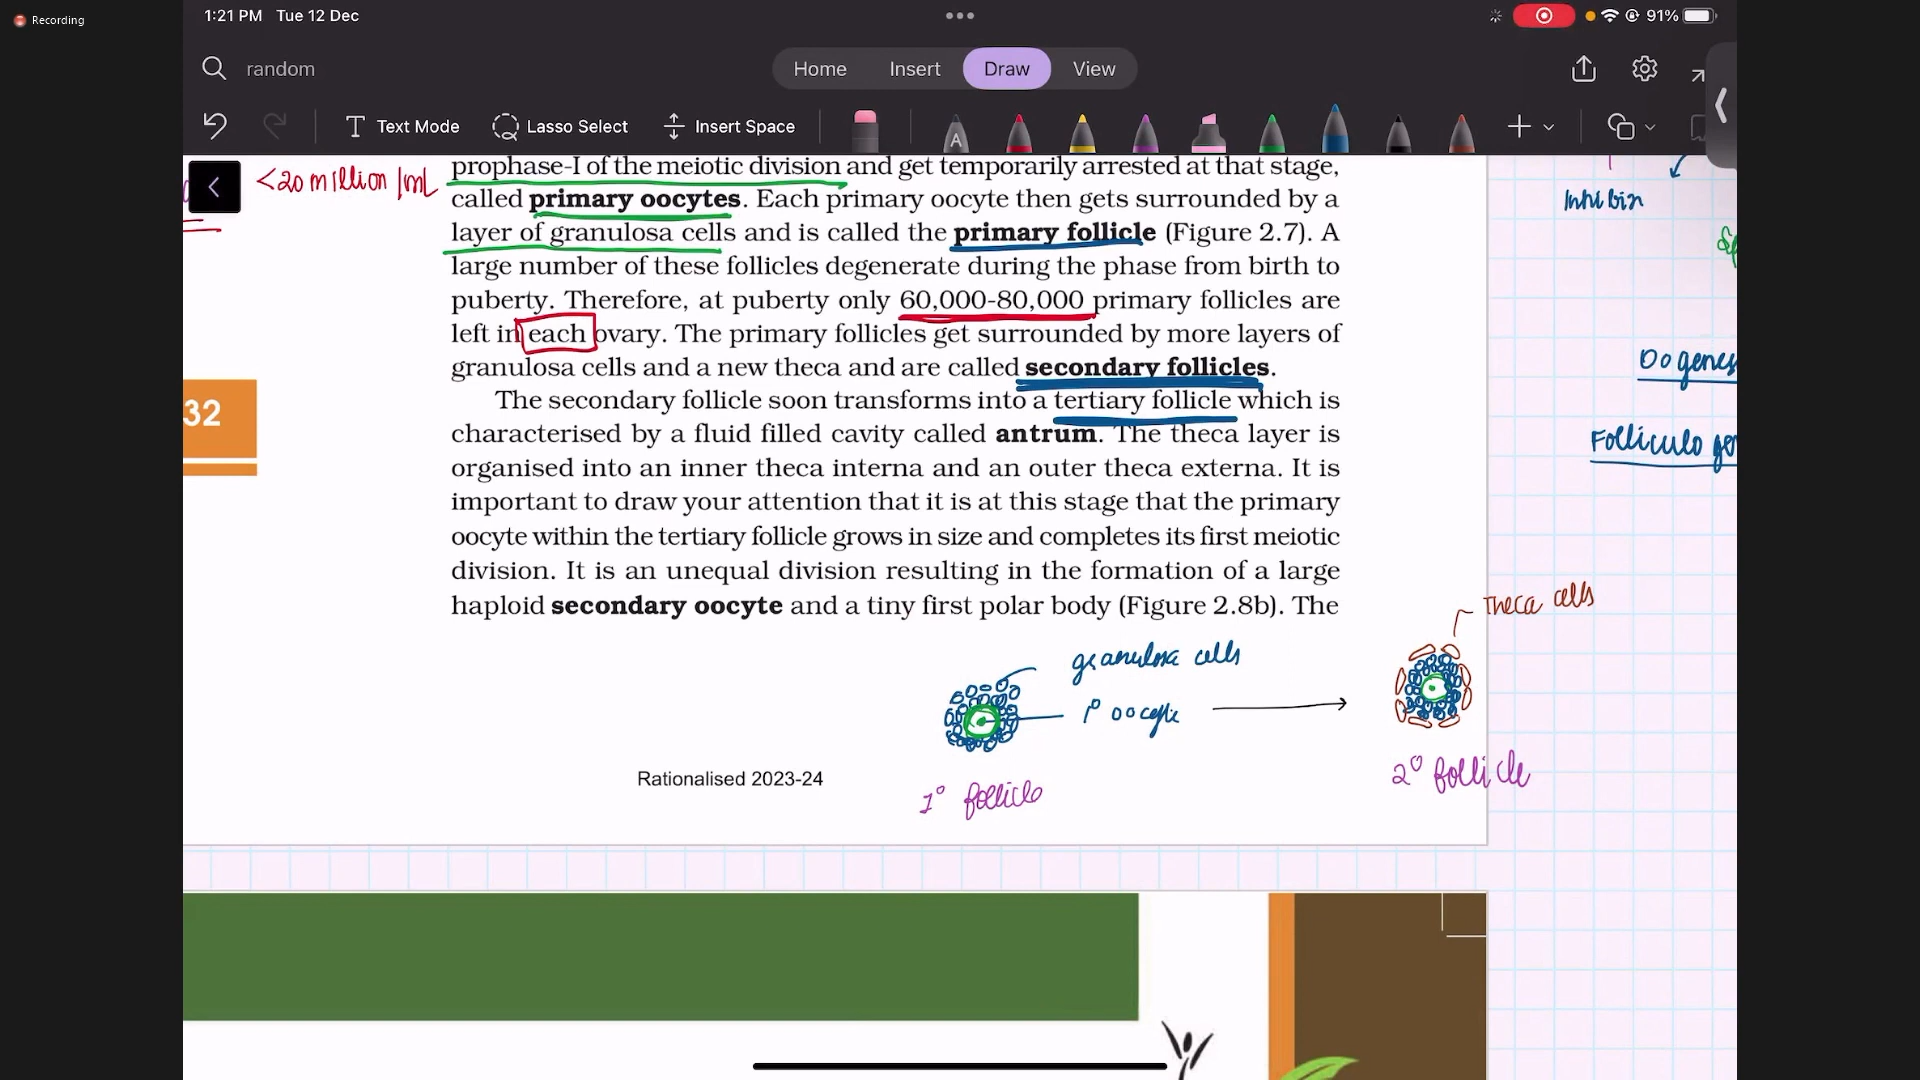 Recording
1:21 PM Tue 12 Dec
91%
random
Home Insert Draw View
Text Mode Lasso Select Insert Space
A
<20 million /mL
prophase-I of the meiotic division and get temporarily arrested at that stage,
called primary oocytes. Each primary oocyte then gets surrounded by a
layer of granulosa cells and is called the primary follicle (Figure 2.7). A
large number of these follicles degenerate during the phase from birth to
puberty. Therefore, at puberty only 60,000-80,000 primary follicles are
left in each ovary. The primary follicles get surrounded by more layers of
granulosa cells and a new theca and are called secondary follicles.
The secondary follicle soon transforms into a tertiary follicle which is
characterised by a fluid filled cavity called antrum. The theca layer is
organised into an inner theca interna and an outer theca externa. It is
important to draw your attention that it is at this stage that the primary
oocyte within the tertiary follicle grows in size and completes its first meiotic
division. It is an unequal division resulting in the formation of a large
haploid secondary oocyte and a tiny first polar body (Figure 2.8b). The
32
Inhibin
Oogenes
Folliculo ge
Theca cells
granulosa cells
1° oocyte
1° follicle
2° follicle
Rationalised 2023-24